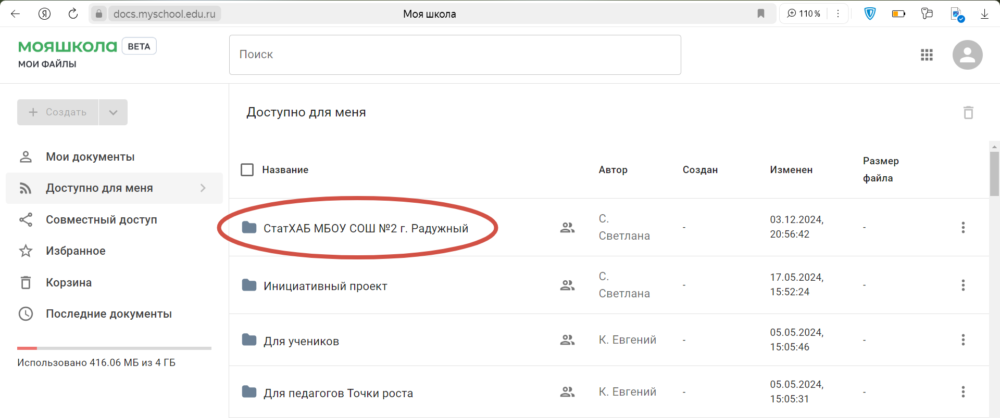 docs.myschool.edu.ru
Моя школа
110 %
МОЯШКОЛА
BETA
МОИ ФАЙЛЫ
Поиск
Создать
Мои документы
Доступно для меня
Совместный доступ
Избранное
Корзина
Последние документы
Использовано 416.06 МБ из 4 ГБ
Доступно для меня
Название
Автор
Создан
Изменен
Размер
файла
СтатХАБ МБОУ СОШ №2 г. Радужный
С.
Светлана
-
03.12.2024,
20:56:42
-
Инициативный проект
С.
Светлана
-
17.05.2024,
15:52:24
-
Для учеников
К. Евгений
-
05.05.2024,
15:05:46
-
Для педагогов Точки роста
К. Евгений
-
05.05.2024,
15:05:31
-